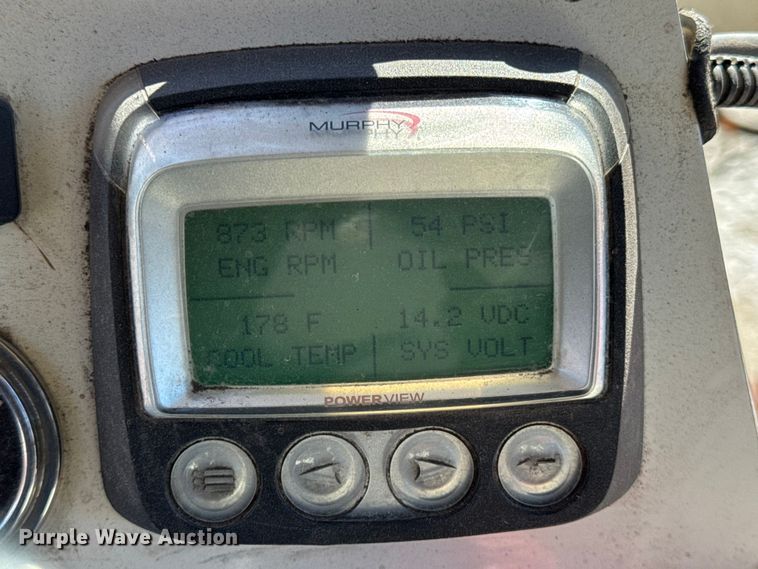 MURPHY
873 RPM
54 PSI
ENG RPM
OIL PRES
178 F
14.2 VDC
COOL TEMP
SYS VOLT
POWERVIEW
Purple Wave Auction